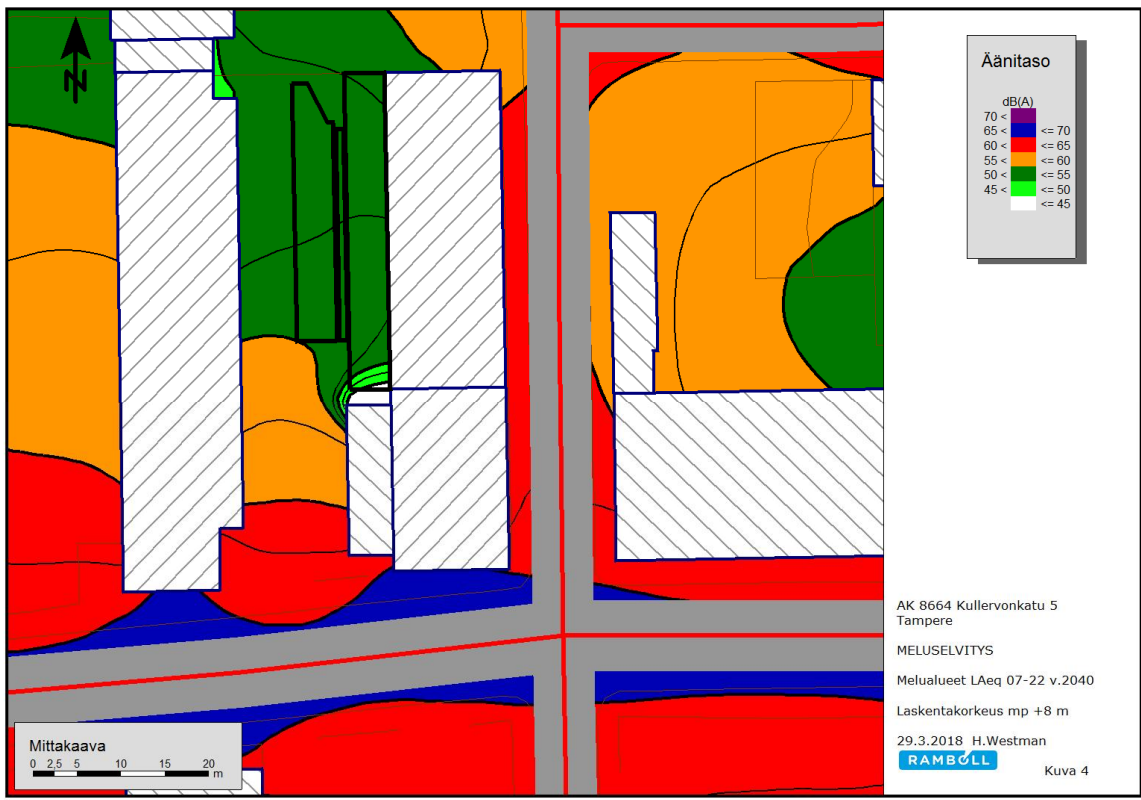 N
Äänitaso
dB(A)
70 <
65 < <= 70
60 < <= 65
55 < <= 60
50 < <= 55
45 < <= 50
<= 45
AK 8664 Kullervonkatu 5
Tampere
MELUSELVITYS
Melualueet LAeq 07-22 v.2040
Laskentakorkeus mp +8 m
29.3.2018 H.Westman
RAMBOLL
Kuva 4
Mittakaava
0 2,5 5 10 15 20
m